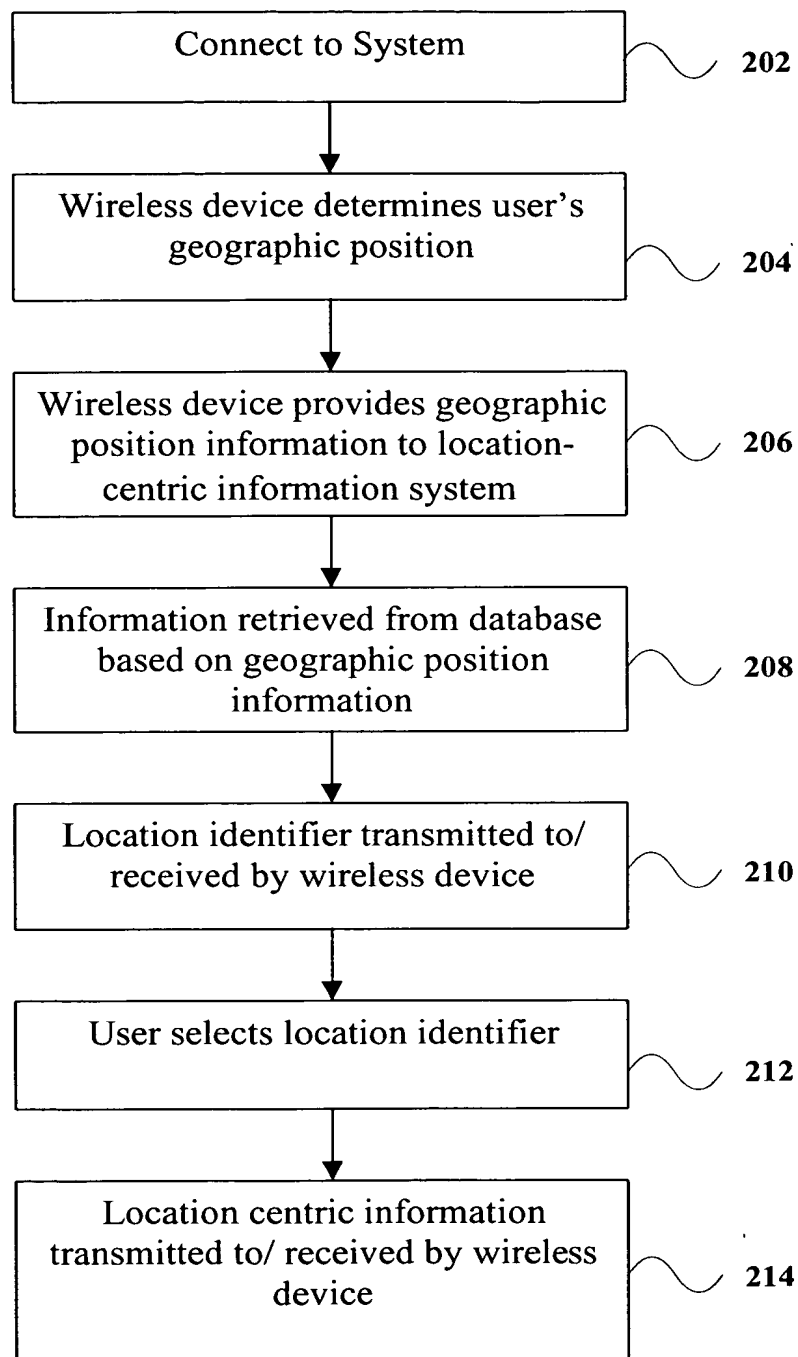 Connect to System
202
Wireless device determines user's
geographic position
204
Wireless device provides geographic
position information to location-
centric information system
206
Information retrieved from database
based on geographic position
information
208
Location identifier transmitted to/
received by wireless device
210
User selects location identifier
212
Location centric information
transmitted to/ received by wireless
device
214